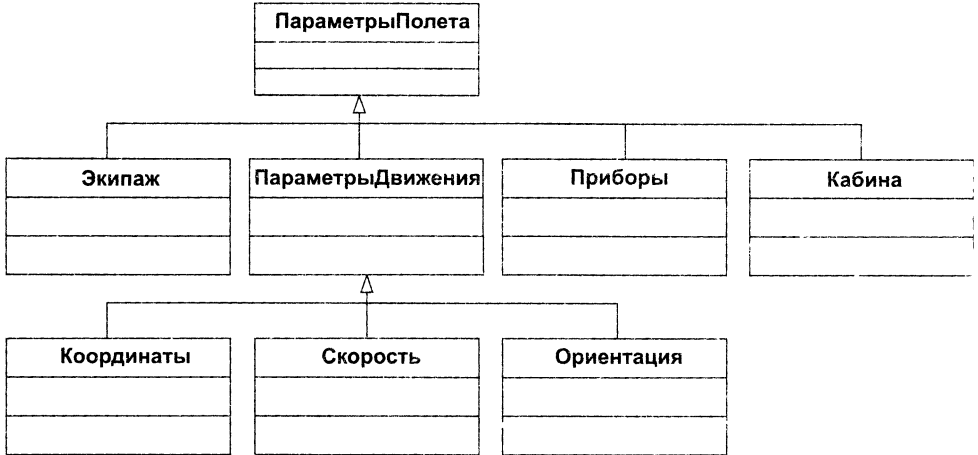 ПараметрыПолета
Экипаж
ПараметрыДвижения
Приборы
Кабина
Координаты
Скорость
Ориентация